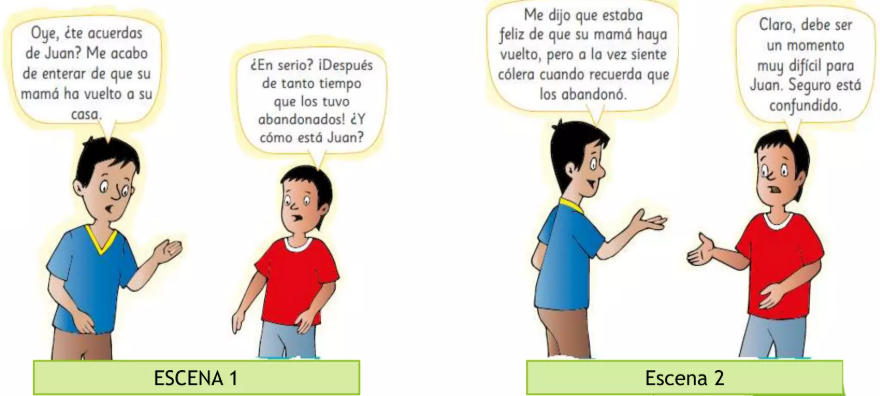 Oye, ¿te acuerdas
de Juan? Me acabo
de enterar de que su
mamá ha vuelto a su
casa.
¿En serio? ¡Después
de tanto tiempo
que los tuvo
abandonados! ¿Y
cómo está Juan?
ESCENA 1
Me dijo que estaba
feliz de que su mamá haya
vuelto, pero a la vez siente
cólera cuando recuerda que
los abandonó.
Claro, debe ser
un momento
muy difícil para
Juan. Seguro está
confundido.
Escena 2